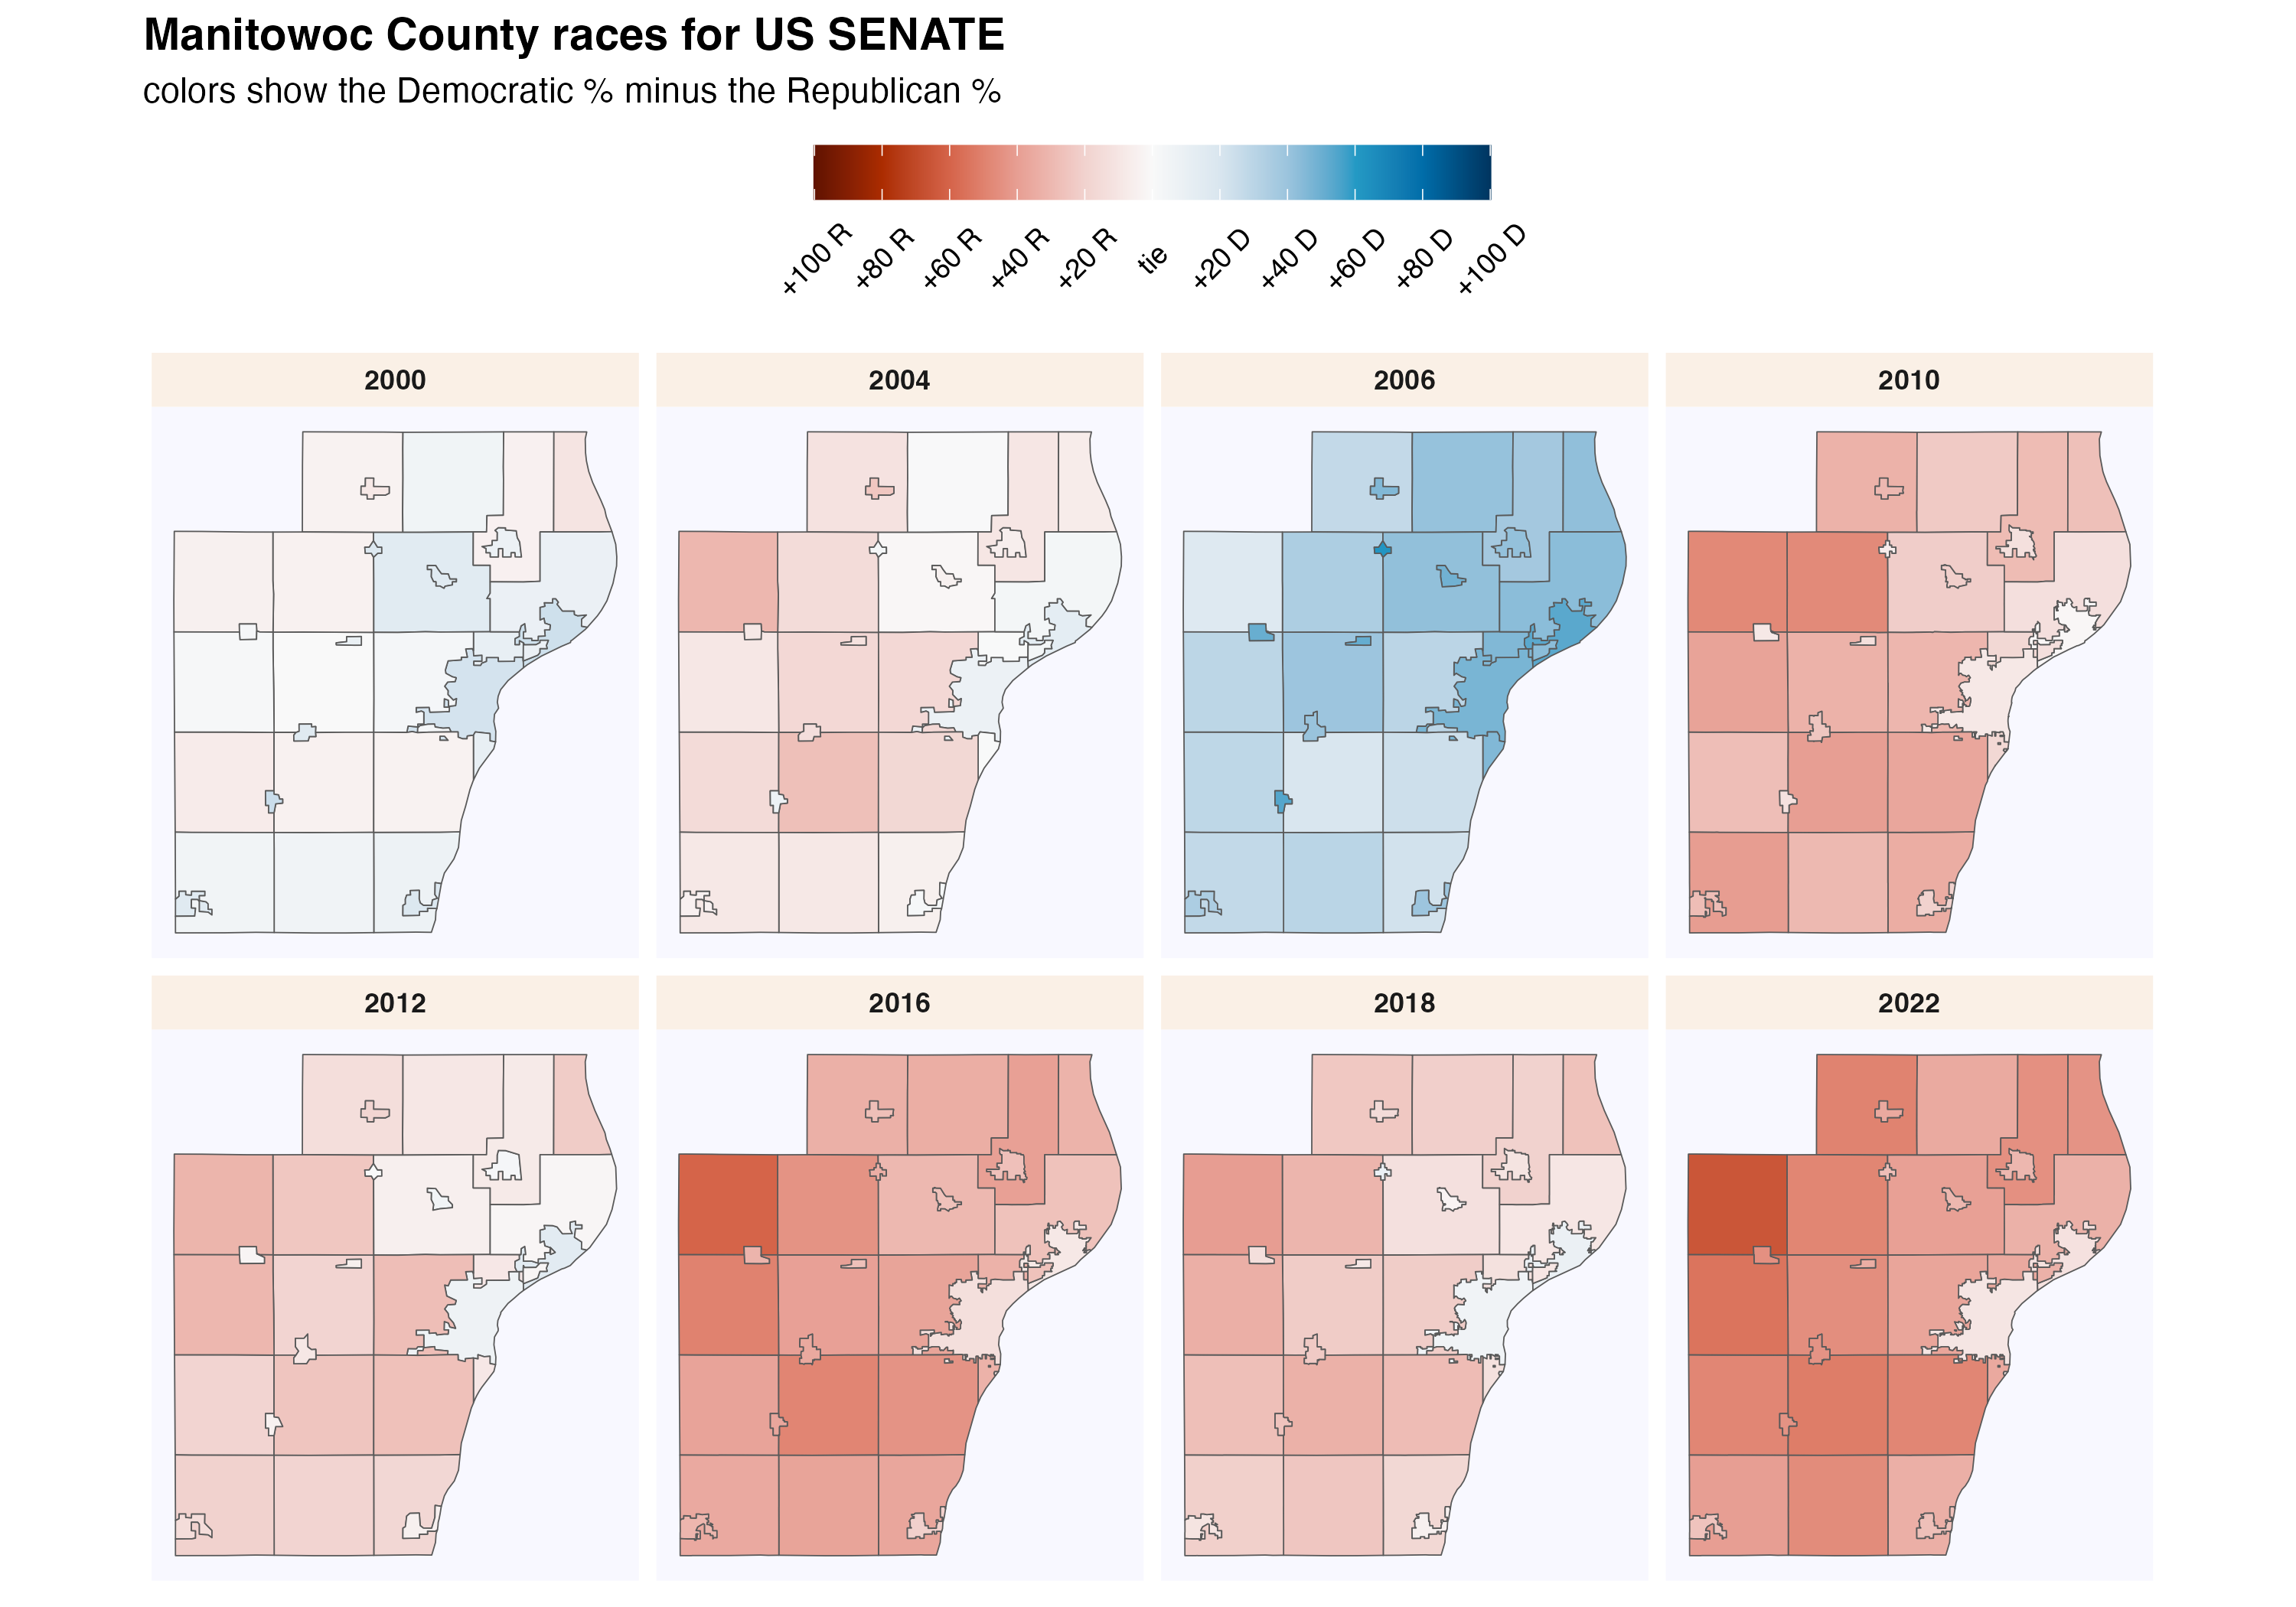 Manitowoc County races for US SENATE
colors show the Democratic % minus the Republican %
+100 R +80 R +60 R +40 R +20 R tie +20 D +40 D +60 D +80 D +100 D
2000 2004 2006 2010
2012 2016 2018 2022